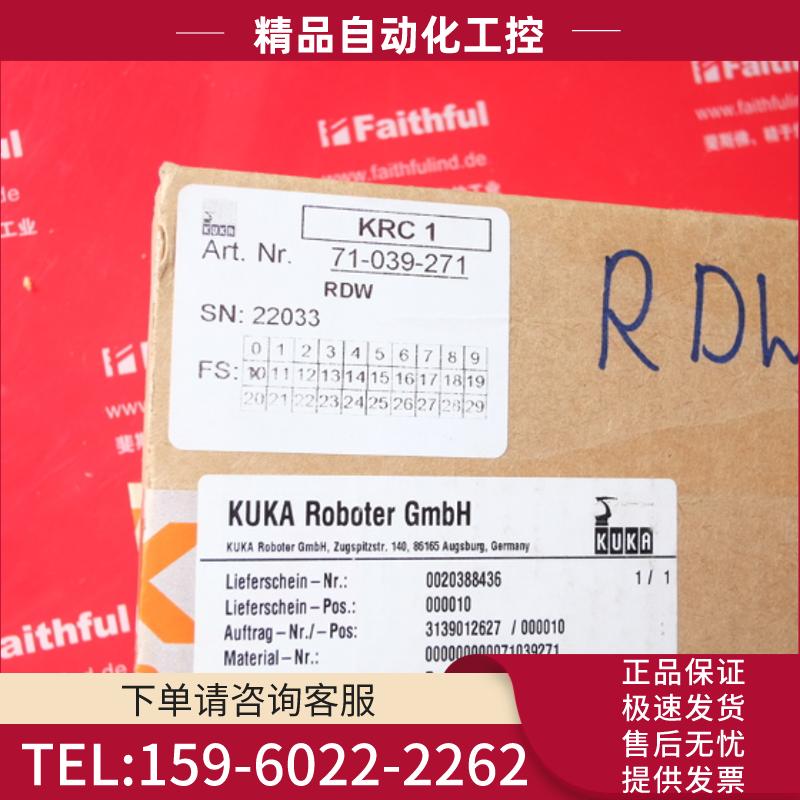 精品自动化工控
Faithful
www.faithfulind.de
Faithful
www.faithfulind.de
KUKA
KRC 1
Art. Nr. 71-039-271
RDW
SN: 22033
FS:
0 1 2 3 4 5 6 7 8 9
10 11 12 13 14 15 16 17 18 19
20 21 22 23 24 25 26 27 28 29
RDW
KUKA Roboter GmbH
KUKA
KUKA Roboter GmbH, Zugspitzstr. 140, 86165 Augsburg, Germany
Lieferschein-Nr.: 0020388436 1 / 1
Lieferschein-Pos.: 000010
Auftrag-Nr./-Pos: 3139012627 / 000010
Material-Nr.: 000000000071039271
下单请咨询客服
TEL:159-6022-2262
正品保证
极速发货
售后无忧
提供发票